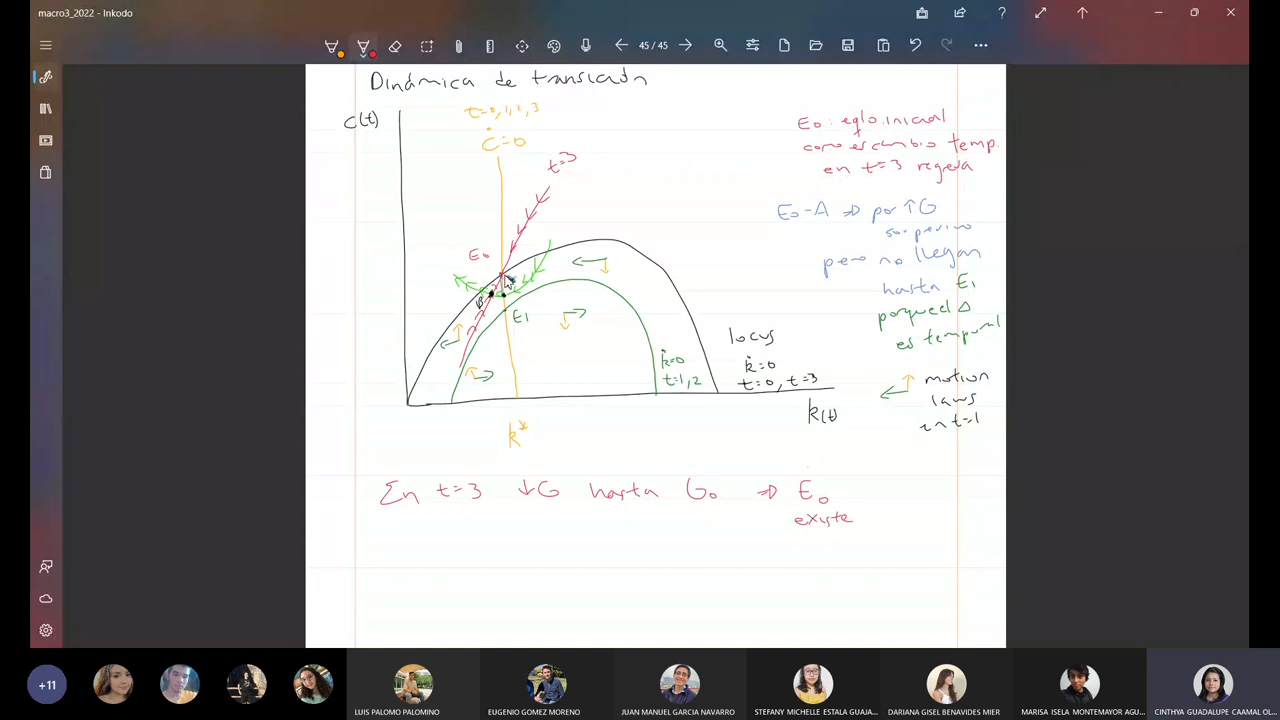 macro3_2022 - Inkodo
45 / 45
Dinámica de transición
c(t)
t=0,1,2,3
ċ=0
t=3
E0
B
E1
k̇=0
t=1,2
locus
k̇=0
t=0, t=3
k(t)
k*
E0: eqlo. inicial
como es cambio temp.
en t=3 regresa
E0-A ⇒ por ↑G
sorpresivo
pero no llegan
hasta E1
porque el Δ
es temporal
motion
laws
in t=1
En t=3 ↓G hasta G0 ⇒ E0
existe
+11
LUIS PALOMO PALOMINO
EUGENIO GOMEZ MORENO
JUAN MANUEL GARCIA NAVARRO
STEFANY MICHELLE ESTALA GUAJA...
DARIANA GISEL BENAVIDES MIER
MARISA ISELA MONTEMAYOR AGU...
CINTHYA GUADALUPE CAAMAL OL...